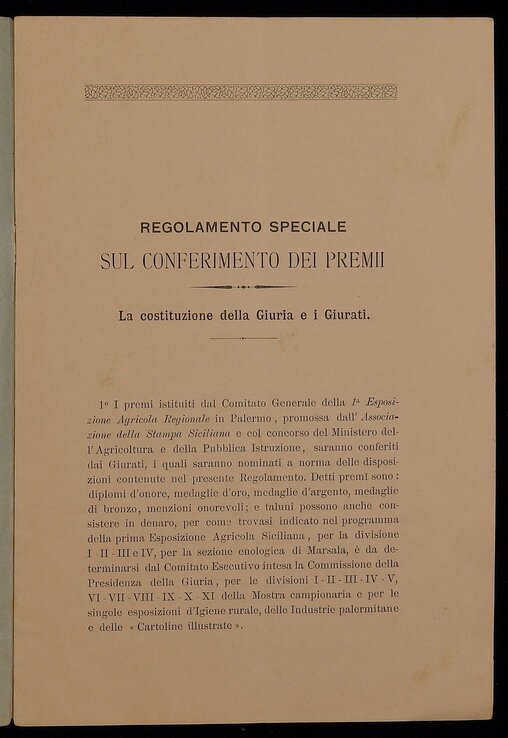 REGOLAMENTO SPECIALE
SUL CONFERIMENTO DEI PREMII
La costituzione della Giuria e i Giurati.
1º I premi istituiti dal Comitato Generale della 1ª Esposi-
zione Agricola Regionale in Palermo, promossa dall'Associa-
zione della Stampa Siciliana e col concorso del Ministero del-
l'Agricoltura e della Pubblica Istruzione, saranno conferiti
dai Giurati, i quali saranno nominati a norma delle disposi-
zioni contenute nel presente Regolamento. Detti premi sono:
diplomi d'onore, medaglie d'oro, medaglie d'argento, medaglie
di bronzo, menzioni onorevoli; e taluni possono anche con-
sistere in denaro, per come trovasi indicato nel programma
della prima Esposizione Agricola Siciliana, per la divisione
I - II - III e IV, per la sezione enologica di Marsala, è da de-
terminarsi dal Comitato Esecutivo intesa la Commissione della
Presidenza della Giuria, per le divisioni I - II - III - IV - V,
VI - VII - VIII - IX - X - XI della Mostra campionaria e per le
singole esposizioni d'Igiene rurale, delle Industrie palermitane
e delle « Cartoline illustrate ».